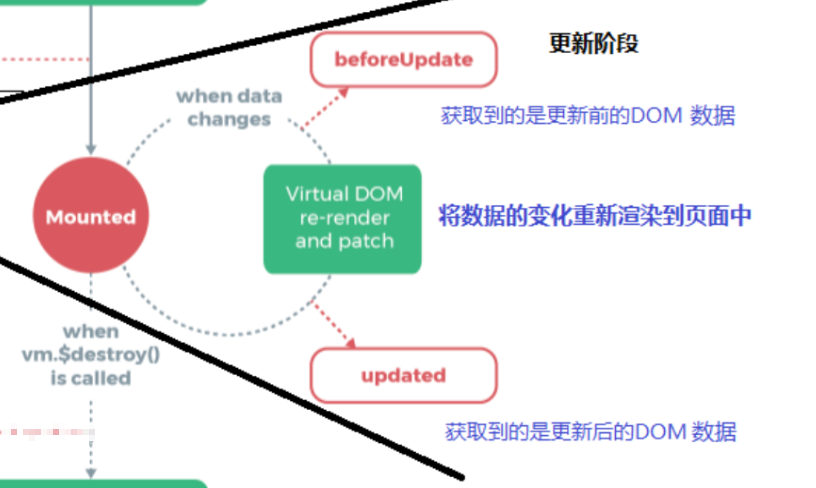 更新阶段
beforeUpdate
when data
changes
获取到的是更新前的DOM 数据
Mounted
Virtual DOM
re-render
and patch
将数据的变化重新渲染到页面中
when
vm.$destroy()
is called
updated
获取到的是更新后的DOM 数据